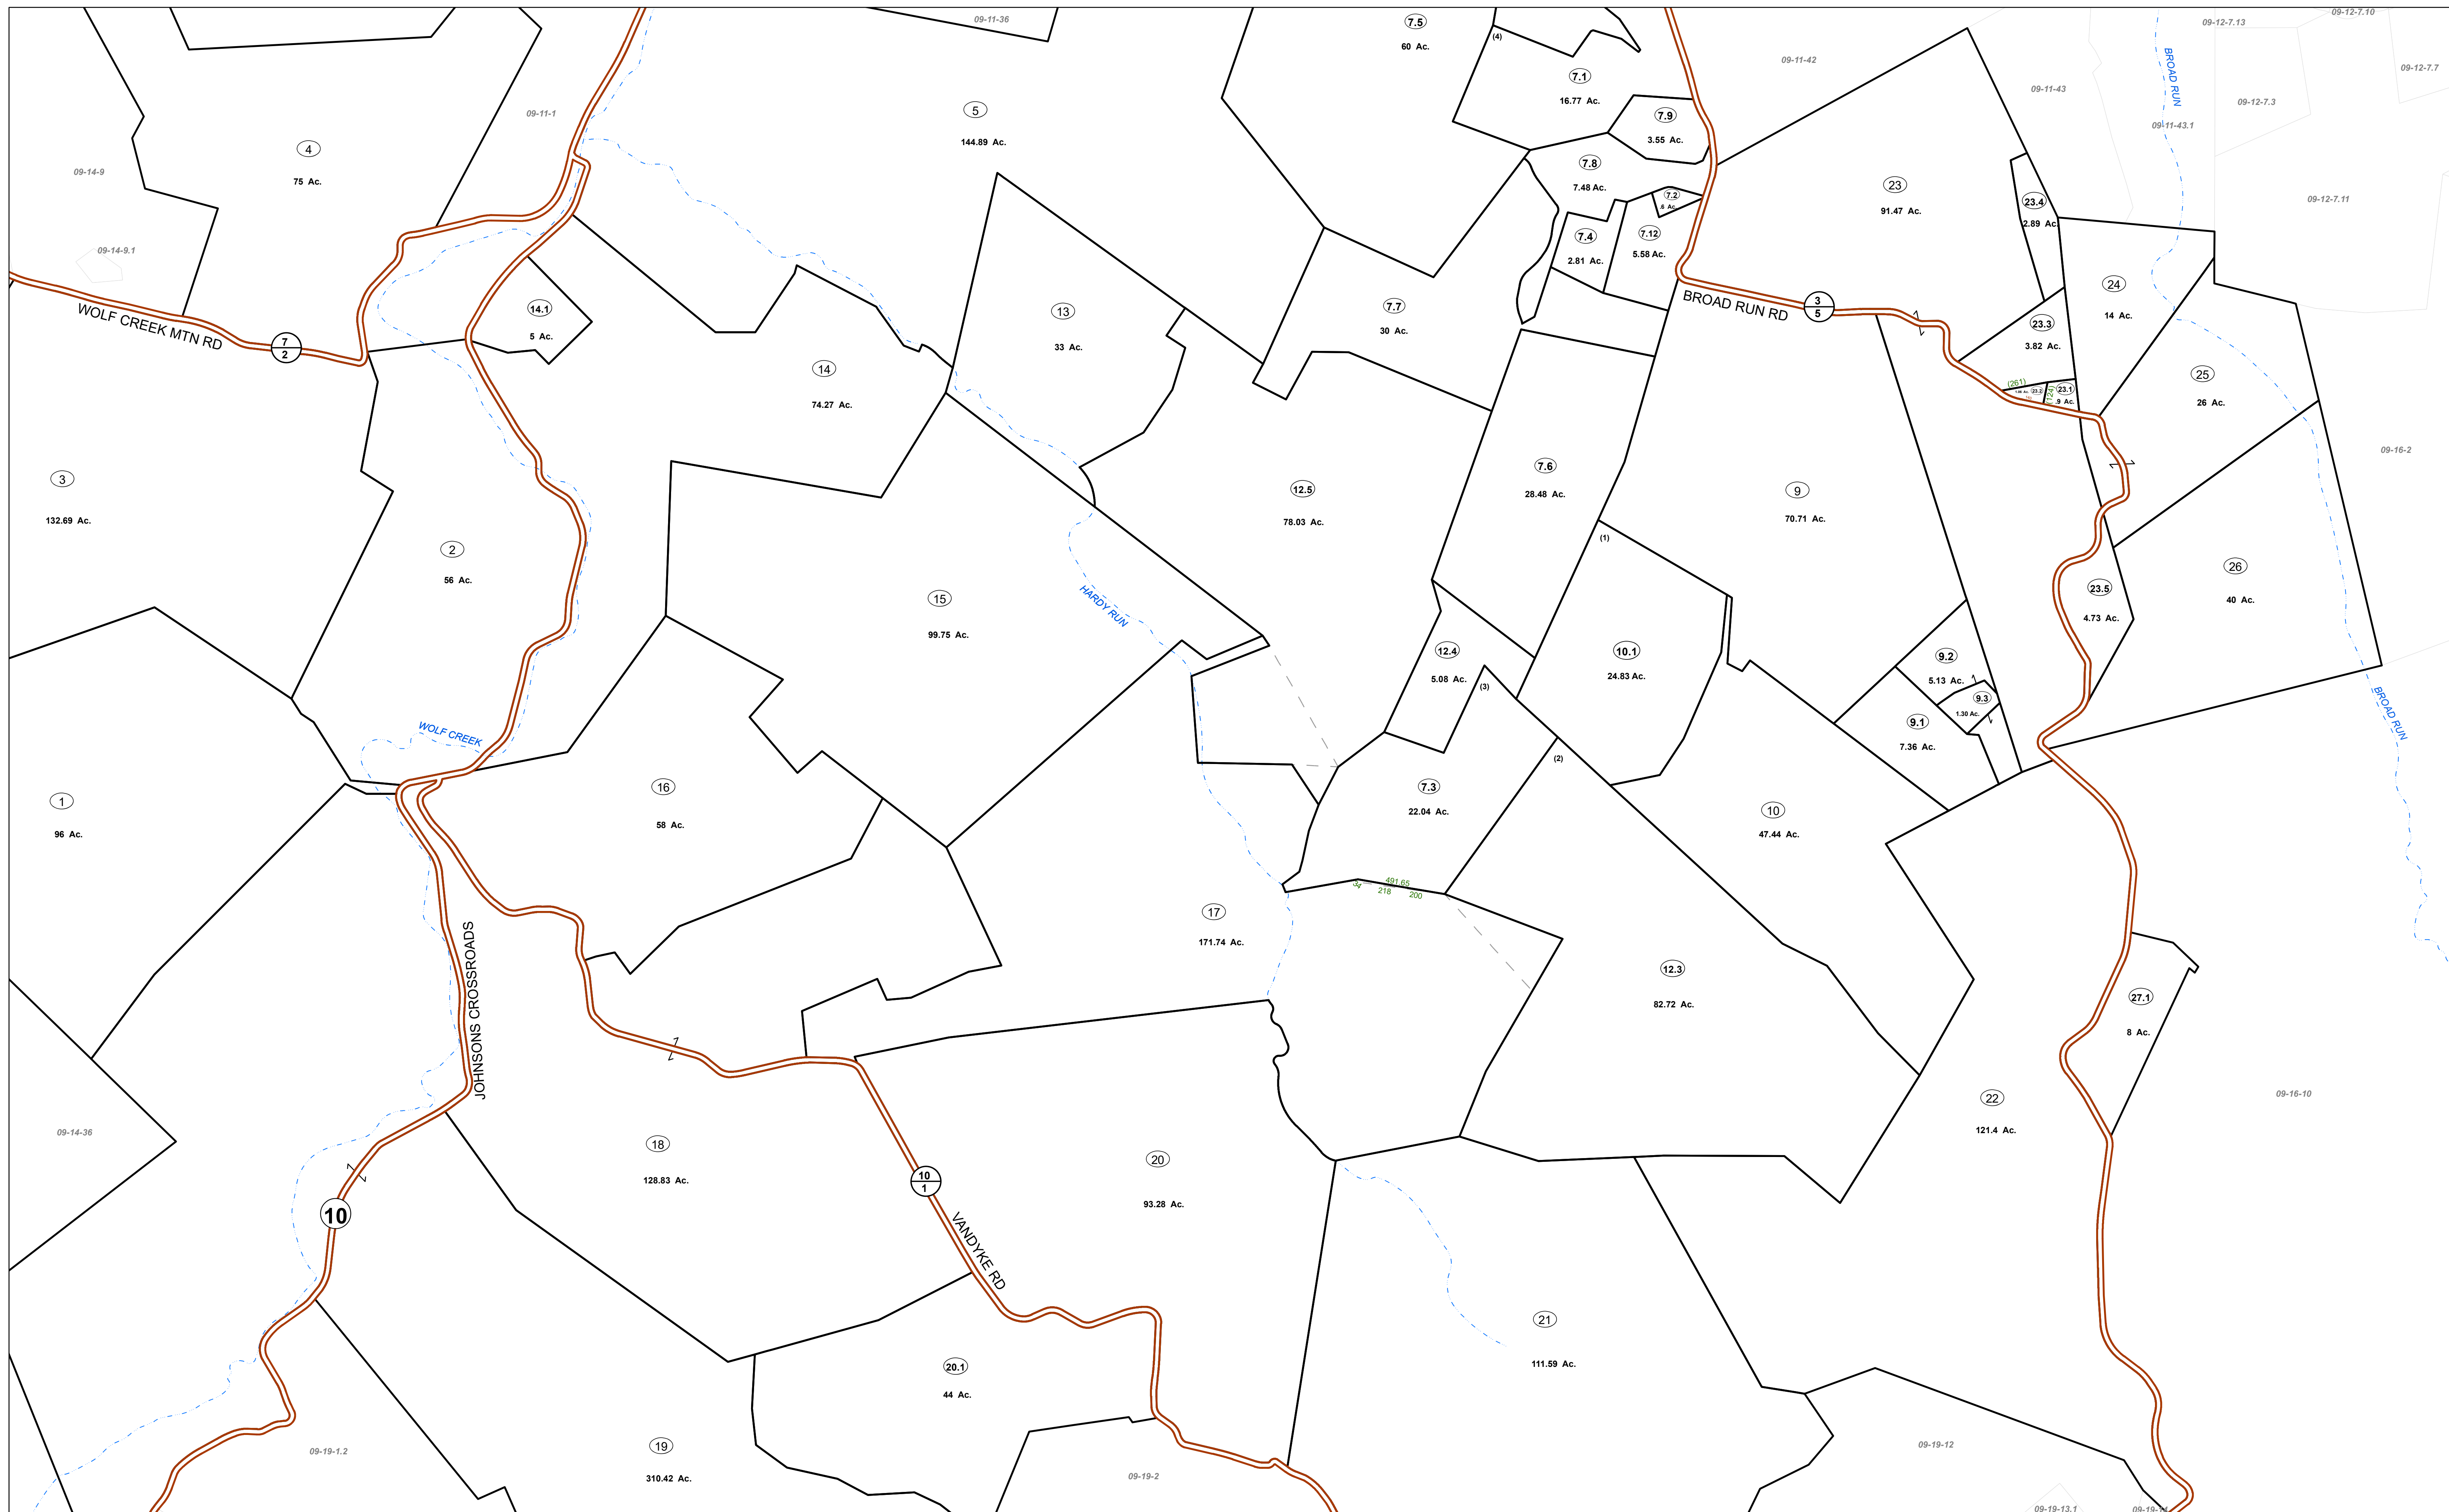 09-11-36
7.5
60 Ac.
(4)
7.1
16.77 Ac.
7.9
3.55 Ac.
09-11-42
09-12-7.13
09-12-7.10
BROAD RUN
09-12-7.7
09-11-43
09-12-7.3
09-11-43.1
09-11-1
5
144.89 Ac.
4
75 Ac.
09-14-9
09-14-9.1
7.8
7.48 Ac.
7.2
.6 Ac.
23
91.47 Ac.
23.4
2.89 Ac.
09-12-7.11
7.4
2.81 Ac.
7.12
5.58 Ac.
24
14 Ac.
WOLF CREEK MTN RD
7
2
14.1
5 Ac.
13
33 Ac.
7.7
30 Ac.
BROAD RUN RD
3
5
23.3
3.82 Ac.
14
74.27 Ac.
(261)
23.2
(124)
23.1
.9 Ac.
25
26 Ac.
3
132.69 Ac.
09-16-2
7.6
28.48 Ac.
12.5
78.03 Ac.
9
70.71 Ac.
2
56 Ac.
(1)
15
99.75 Ac.
HARDY RUN
26
40 Ac.
23.5
4.73 Ac.
12.4
5.08 Ac.
(3)
10.1
24.83 Ac.
9.2
5.13 Ac.
9.3
1.30 Ac.
9.1
7.36 Ac.
BROAD RUN
WOLF CREEK
(2)
1
96 Ac.
16
58 Ac.
7.3
22.04 Ac.
10
47.44 Ac.
491.65
34
218
200
17
171.74 Ac.
12.3
82.72 Ac.
27.1
8 Ac.
JOHNSONS CROSSROADS
22
121.4 Ac.
09-16-10
09-14-36
18
128.83 Ac.
10
1
20
93.28 Ac.
10
VANDYKE RD
21
111.59 Ac.
20.1
44 Ac.
19
310.42 Ac.
09-19-1.2
09-19-2
09-19-12
09-19-13.1